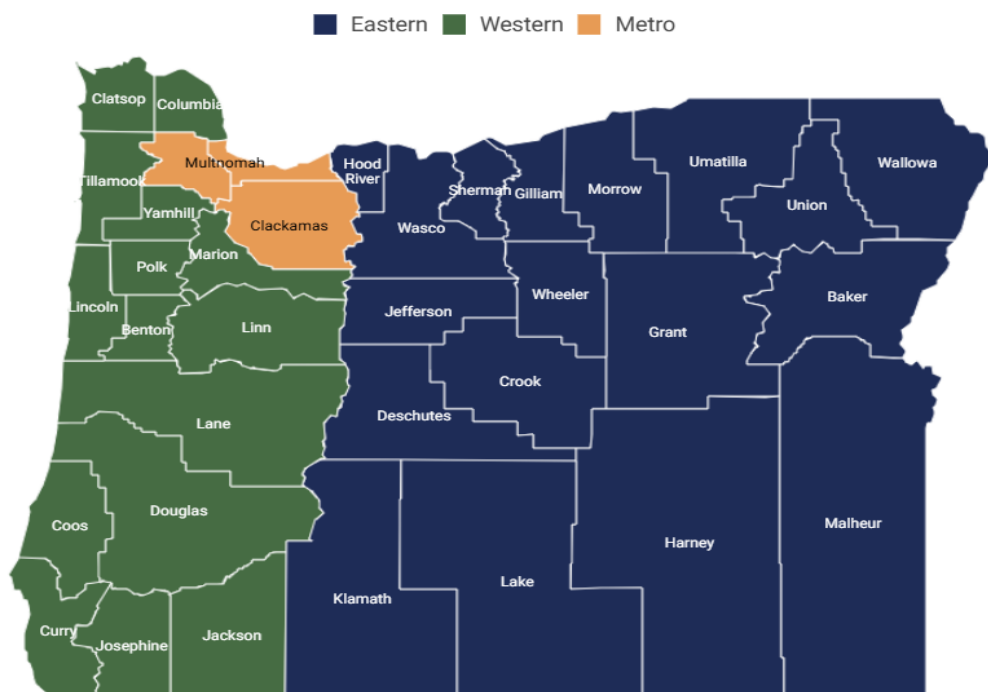 Eastern Western Metro
Clatsop
Columbia
Multnomah
Hood
River
Umatilla
Wallowa
Tillamook
Sherman
Gilliam
Morrow
Union
Yamhill
Clackamas
Wasco
Marion
Polk
Wheeler
Baker
Lincoln
Jefferson
Benton
Linn
Grant
Crook
Lane
Deschutes
Douglas
Coos
Malheur
Harney
Lake
Klamath
Curry
Jackson
Josephine